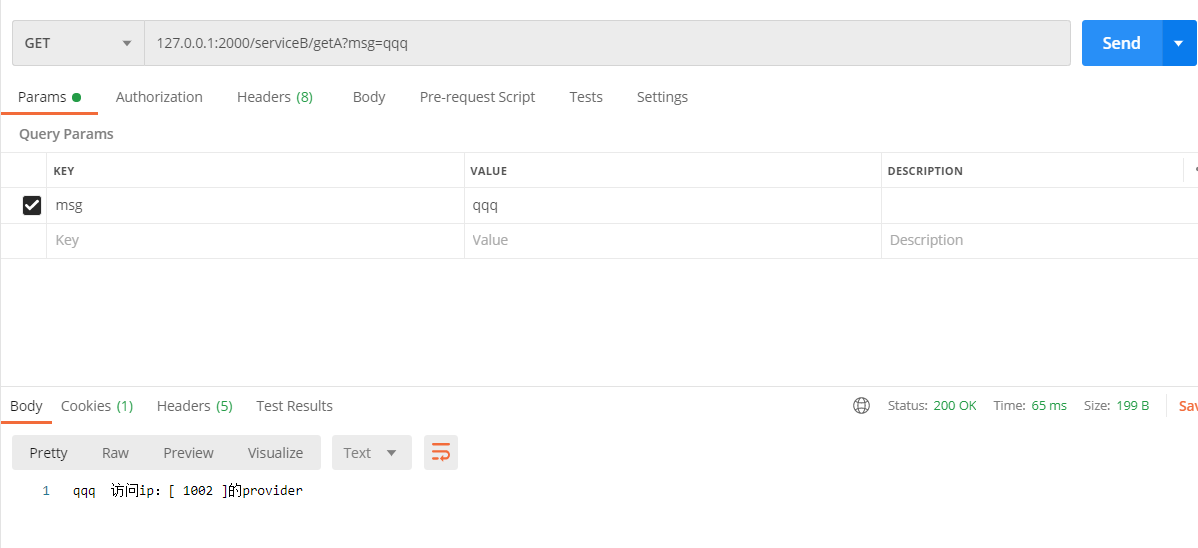 GET 127.0.0.1:2000/serviceB/getA?msg=qqq Send
Params Authorization Headers (8) Body Pre-request Script Tests Settings
Query Params
KEY VALUE DESCRIPTION
msg qqq
Key Value Description
Body Cookies (1) Headers (5) Test Results Status: 200 OK Time: 65 ms Size: 199 B Sav
Pretty Raw Preview Visualize Text
1 qqq 访问ip: [ 1002 ]的provider